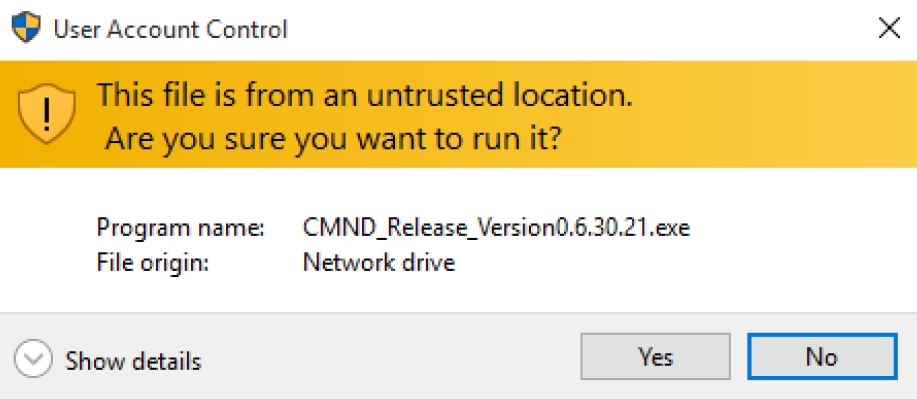 User Account Control
This file is from an untrusted location.
Are you sure you want to run it?
Program name: CMND_Release_Version0.6.30.21.exe
File origin: Network drive
Show details Yes No